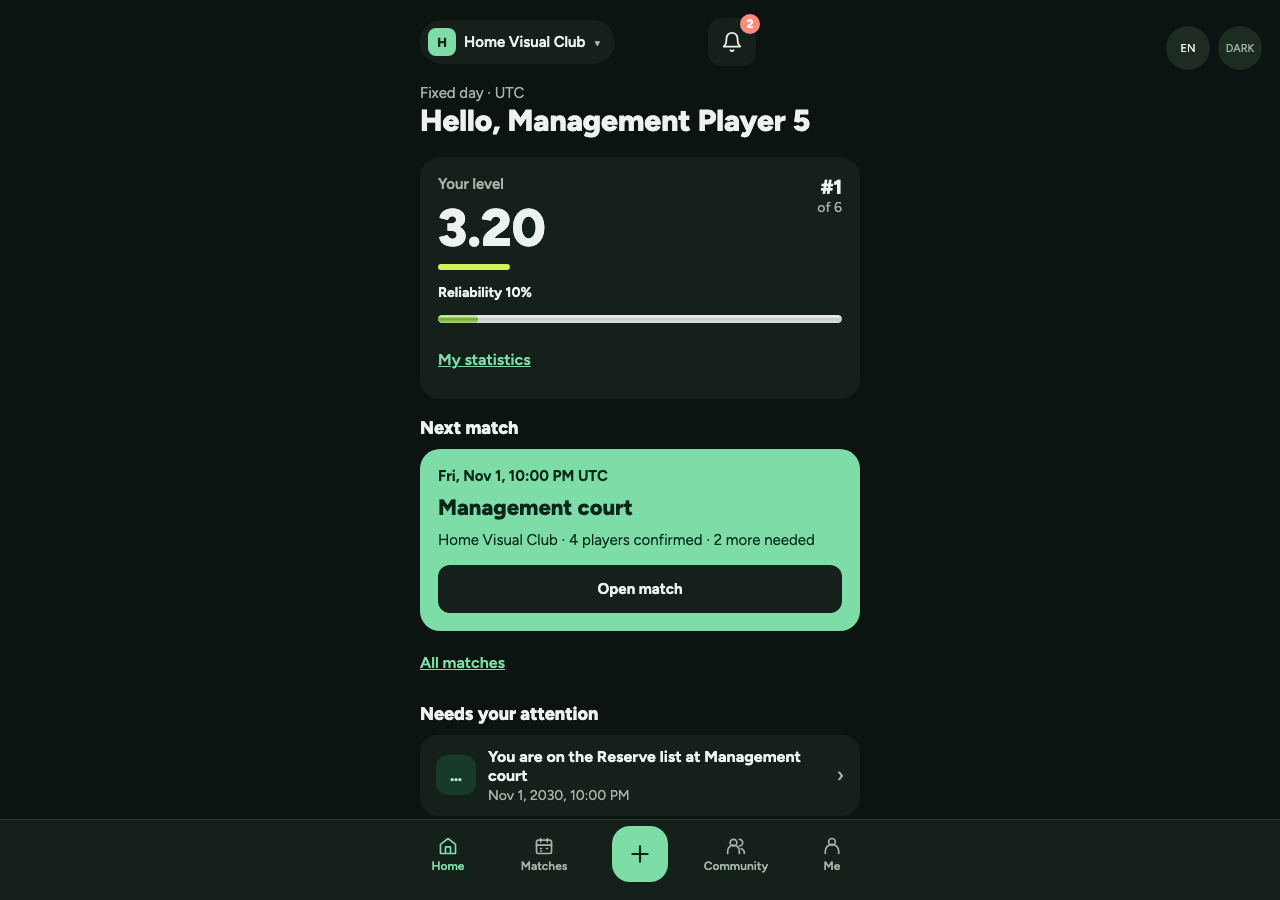 H Home Visual Club ▾
2
EN
DARK
Fixed day · UTC
Hello, Management Player 5
Your level
#1
3.20
of 6
Reliability 10%
My statistics
Next match
Fri, Nov 1, 10:00 PM UTC
Management court
Home Visual Club · 4 players confirmed · 2 more needed
Open match
All matches
Needs your attention
You are on the Reserve list at Management
court
… ›
Nov 1, 2030, 10:00 PM
Home
Matches
+
Community
Me